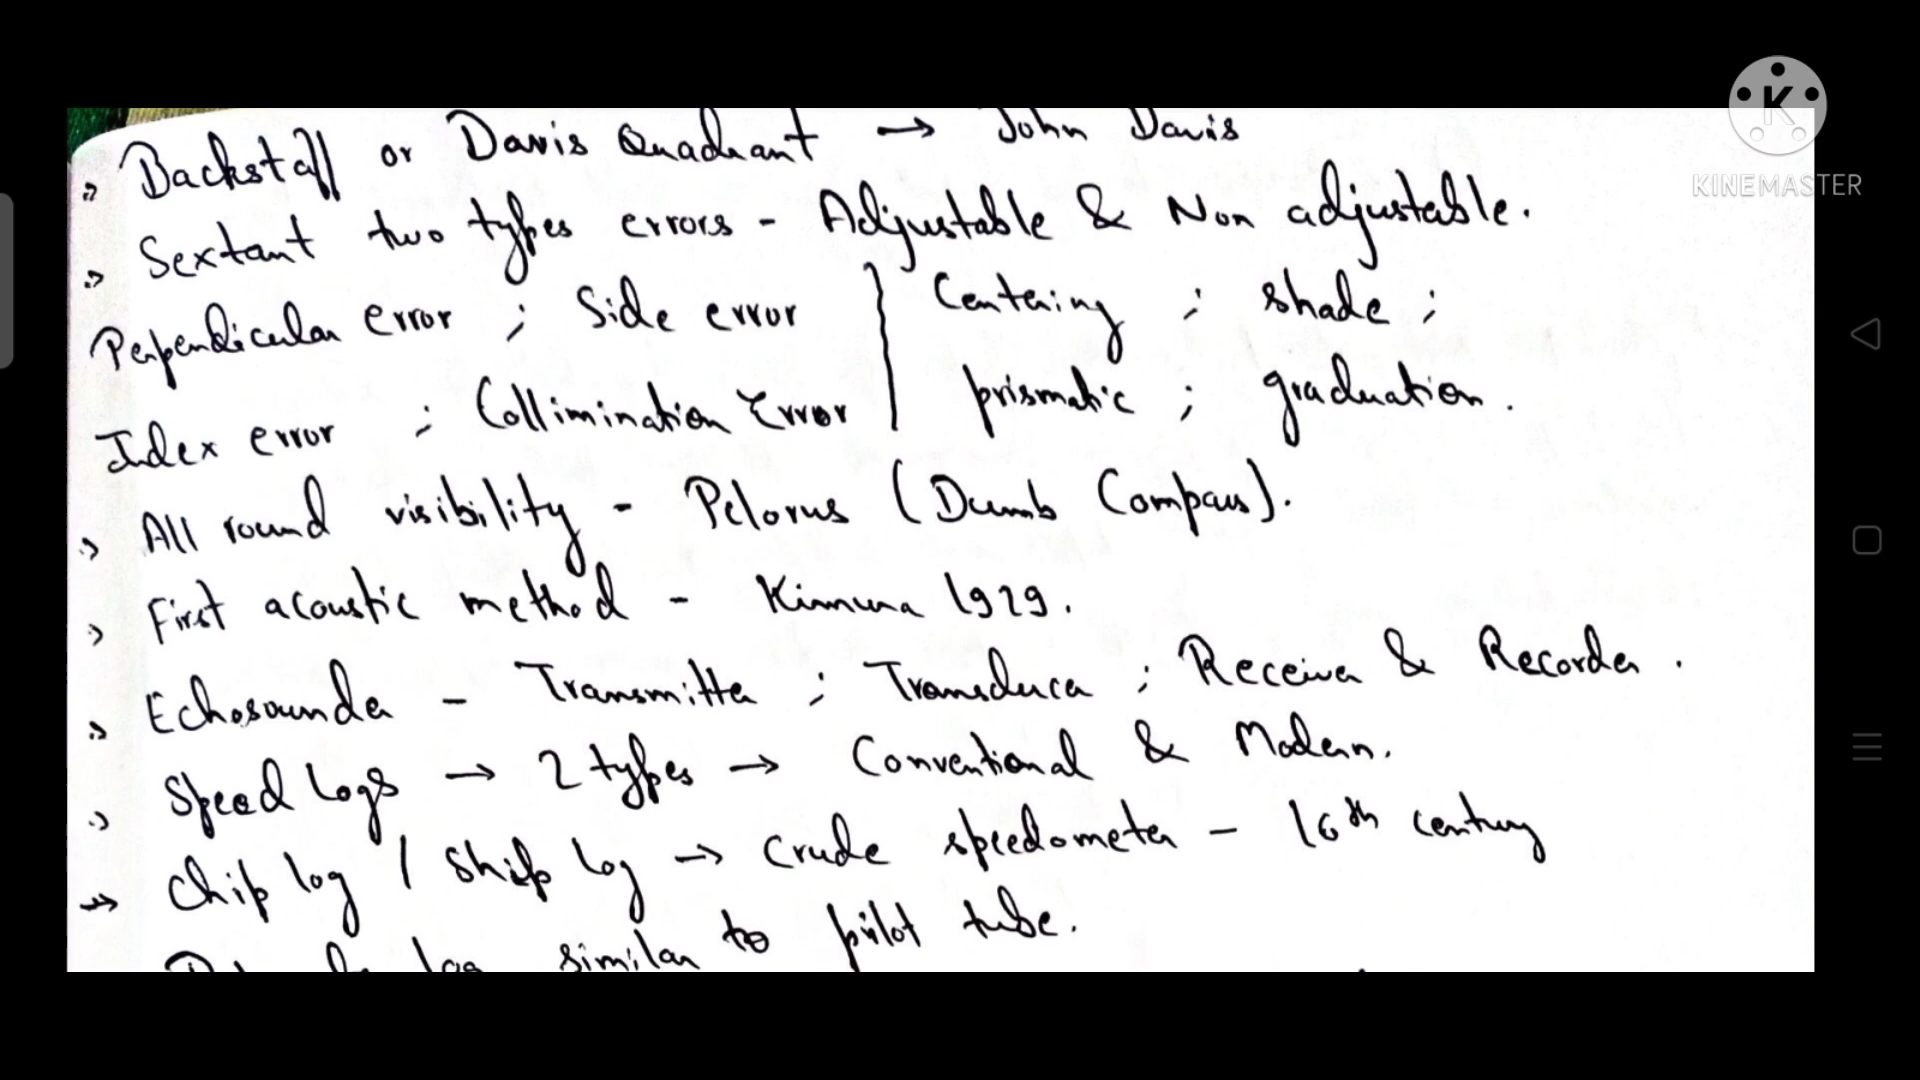 Backstaff or Davis Quadrant → John Davis
Sextant two types errors - Adjustable & Non adjustable.
Perpendicular error ; Side error } Centering ; shade ;
Index error ; Collimination Error prismatic ; graduation.
All round visibility - Pelorus (Dumb Compass).
First acoustic method - Kimura 1929.
Echosounder - Transmitter ; Transducer ; Receiver & Recorder.
Speed Logs → 2 types → Conventional & Modern.
Chip log / Ship log → Crude speedometer - 16th century
log similar to pilot tube.
KINEMASTER